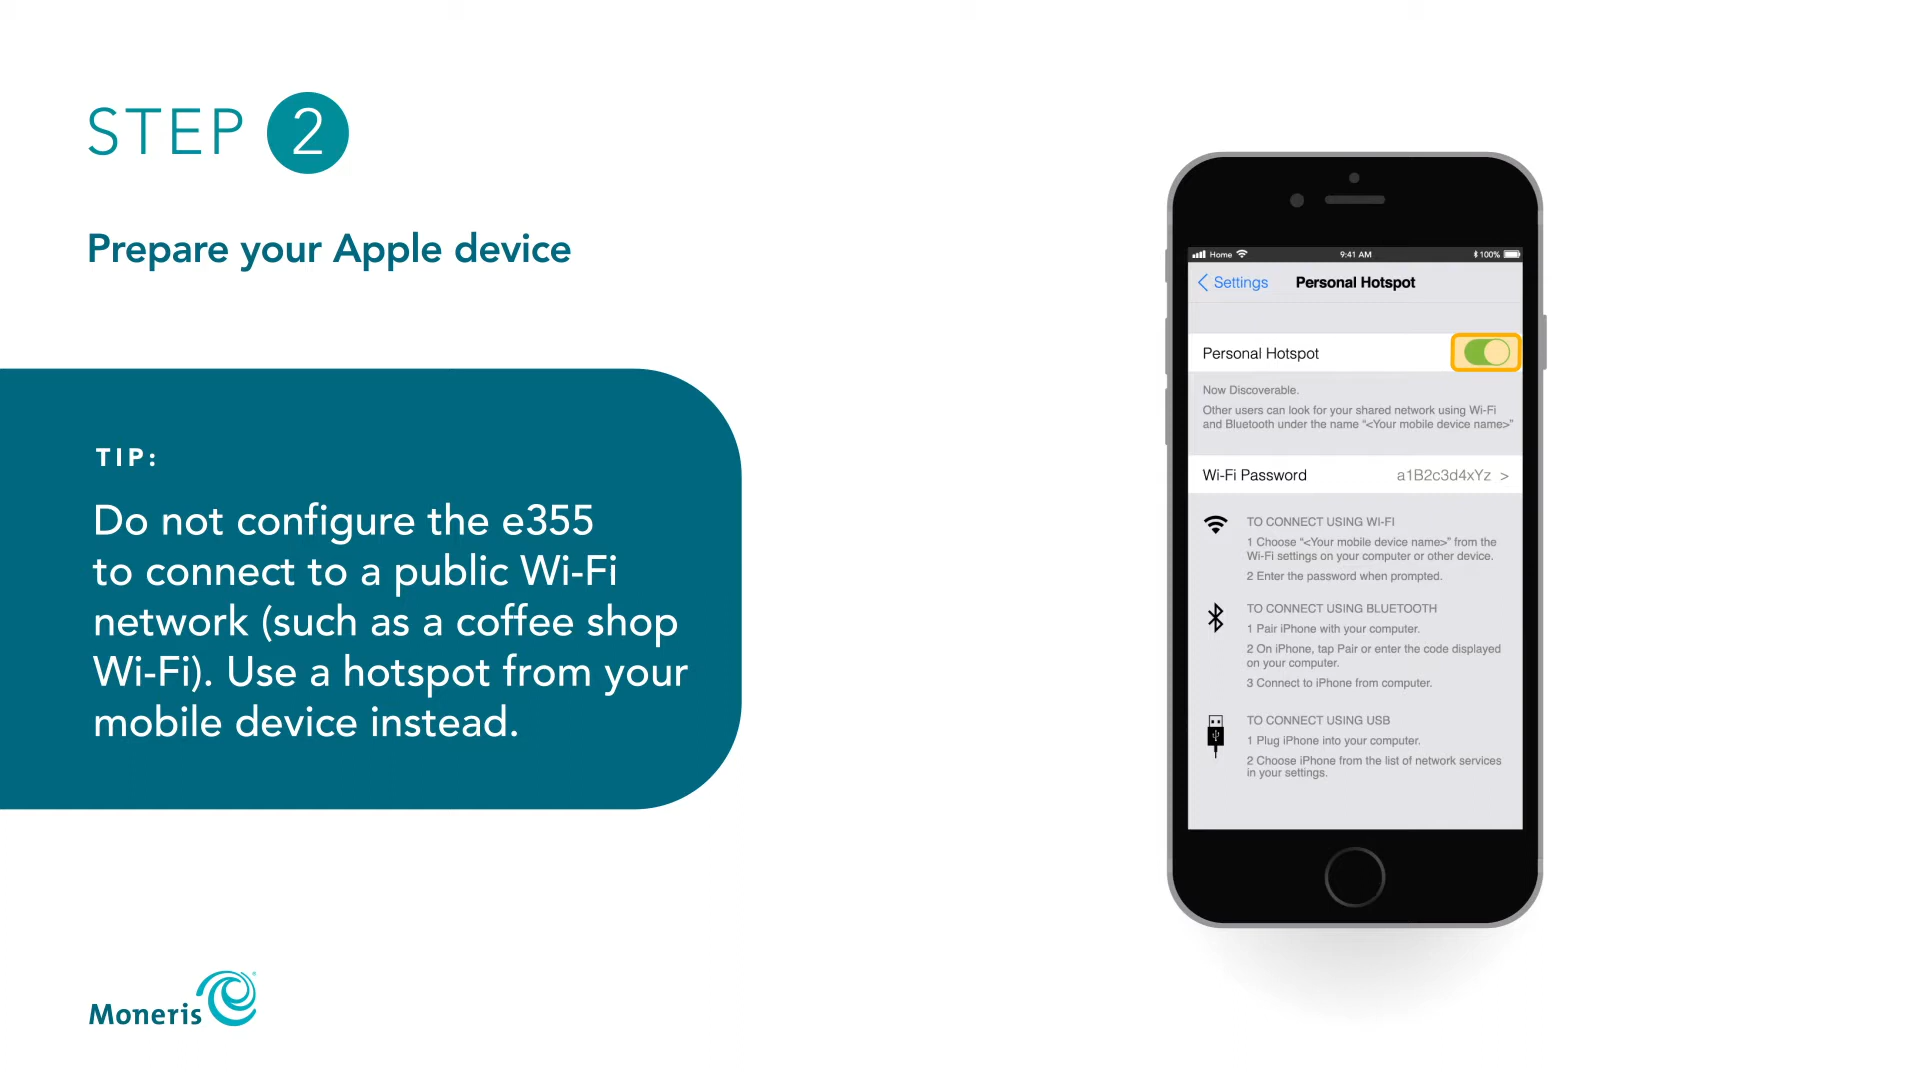 STEP 2
Prepare your Apple device
TIP:
Do not configure the e355
to connect to a public Wi-Fi
network (such as a coffee shop
Wi-Fi). Use a hotspot from your
mobile device instead.
Moneris
Home 9:41 AM 100%
Settings Personal Hotspot
Personal Hotspot
Now Discoverable.
Other users can look for your shared network using Wi-Fi
and Bluetooth under the name “<Your mobile device name>”
Wi-Fi Password a1B2c3d4xYz >
TO CONNECT USING WI-FI
1 Choose “<Your mobile device name>” from the
Wi-Fi settings on your computer or other device.
2 Enter the password when prompted.
TO CONNECT USING BLUETOOTH
1 Pair iPhone with your computer.
2 On iPhone, tap Pair or enter the code displayed
on your computer.
3 Connect to iPhone from computer.
TO CONNECT USING USB
1 Plug iPhone into your computer.
2 Choose iPhone from the list of network services
in your settings.